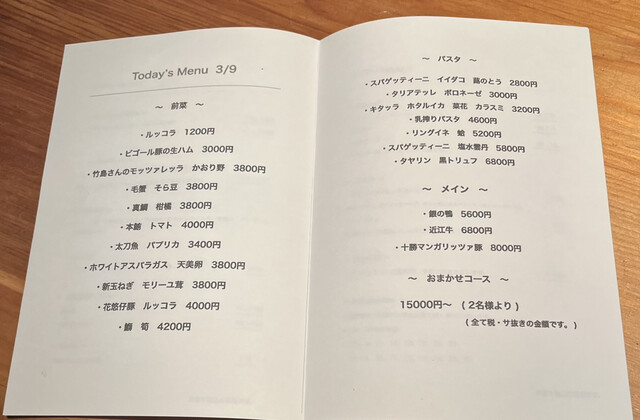 Today's Menu 3/9
〜 前菜 〜
・ルッコラ 1200円
・ビゴール豚の生ハム 3000円
・竹島さんのモッツァレッラ かおり野 3800円
・毛蟹 そら豆 3800円
・真鯛 柑橘 3800円
・本鮪 トマト 4000円
・太刀魚 パプリカ 3400円
・ホワイトアスパラガス 天美卵 3800円
・新玉ねぎ モリーユ茸 3800円
・花悠仔豚 ルッコラ 4000円
・鰤 筍 4200円
〜 パスタ 〜
・スパゲッティーニ イイダコ 蕗のとう 2800円
・タリアテッレ ボロネーゼ 3000円
・キタッラ ホタルイカ 菜花 カラスミ 3200円
・乳搾りパスタ 4600円
・リングイネ 蛤 5200円
・スパゲッティーニ 塩水雲丹 5800円
・タヤリン 黒トリュフ 6800円
〜 メイン 〜
・銀の鴨 5600円
・近江牛 6800円
・十勝マンガリッツァ豚 8000円
〜 おまかせコース 〜
15000円〜 (2名様より)
(全て税・サ抜きの金額です。)